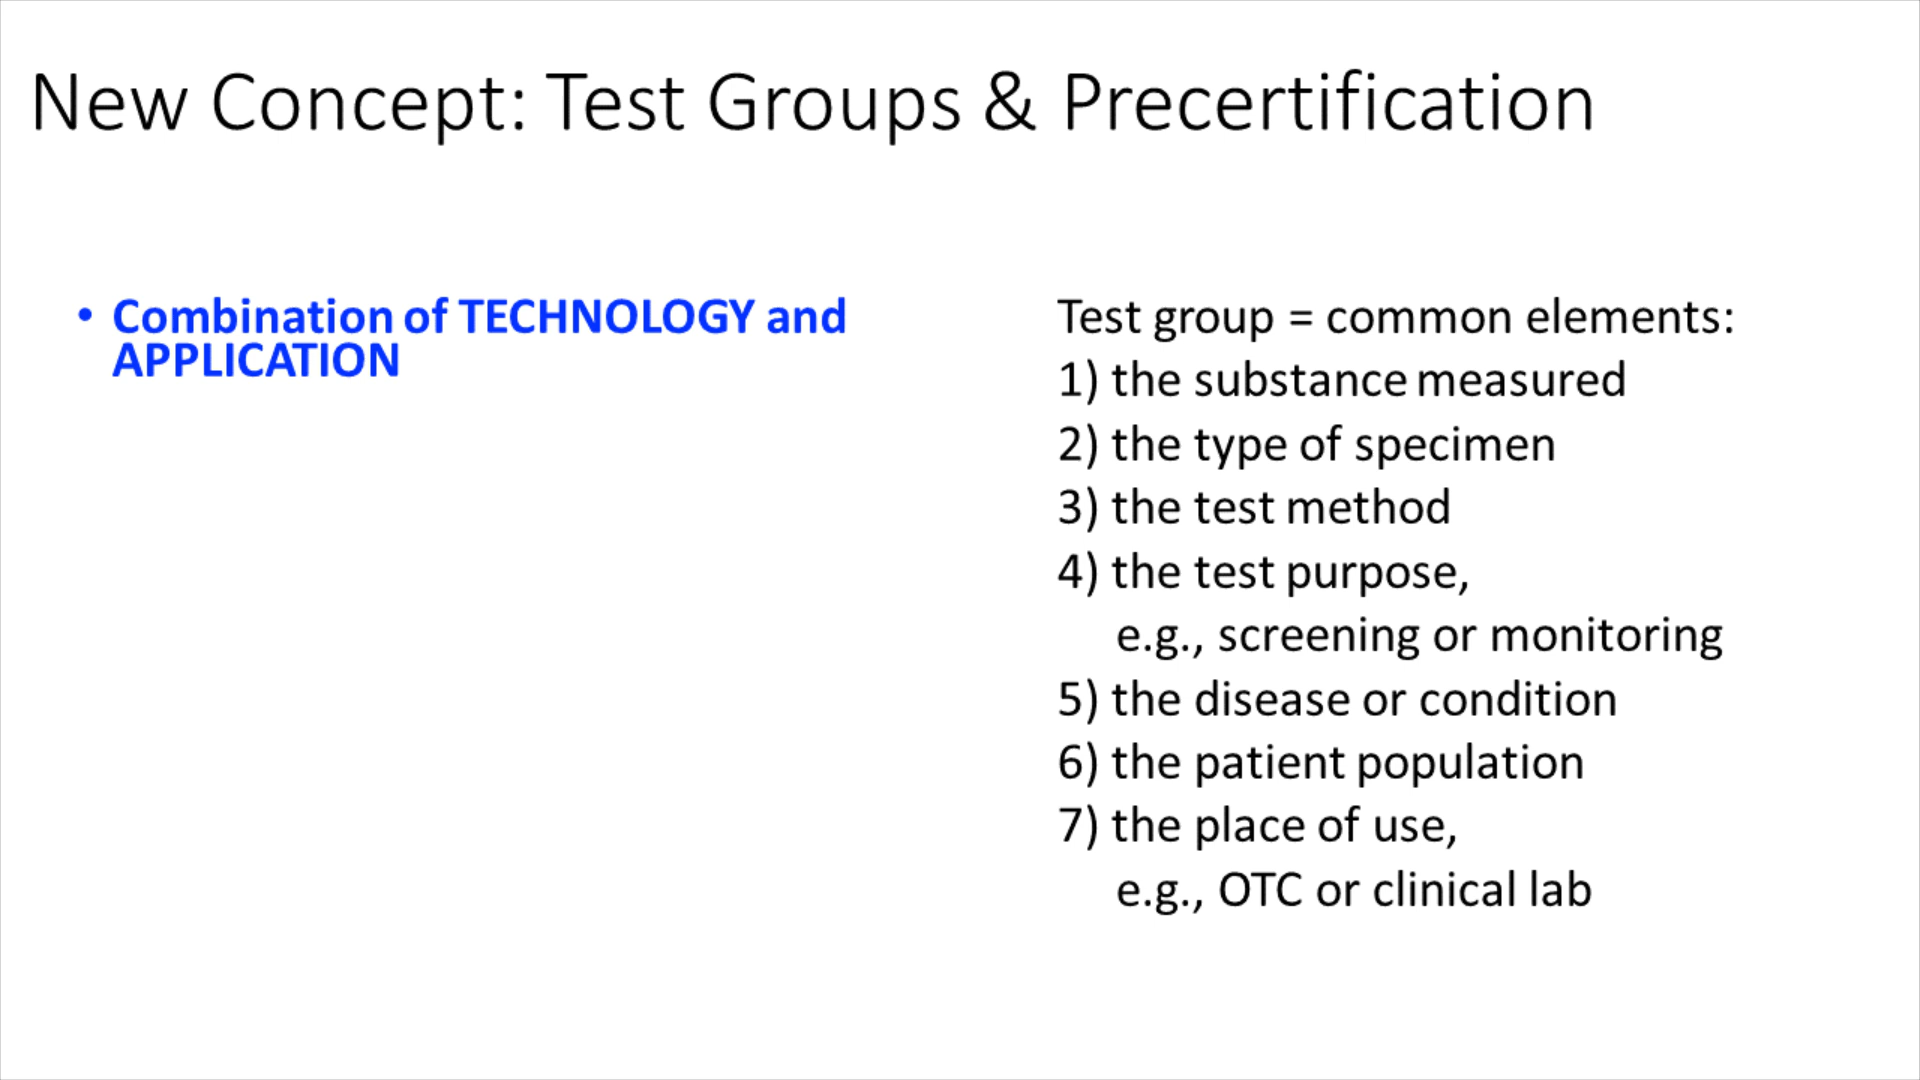 New Concept: Test Groups & Precertification
• Combination of TECHNOLOGY and
APPLICATION
Test group = common elements:
1) the substance measured
2) the type of specimen
3) the test method
4) the test purpose,
e.g., screening or monitoring
5) the disease or condition
6) the patient population
7) the place of use,
e.g., OTC or clinical lab